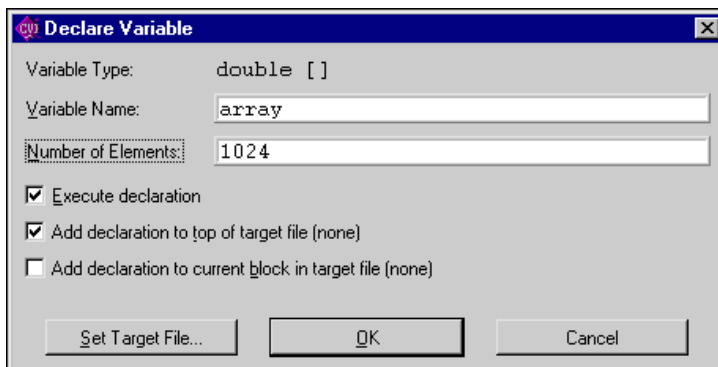 CVI Declare Variable
Variable Type: double []
Variable Name: array
Number of Elements: 1024
Execute declaration
Add declaration to top of target file (none)
Add declaration to current block in target file (none)
Set Target File... OK Cancel